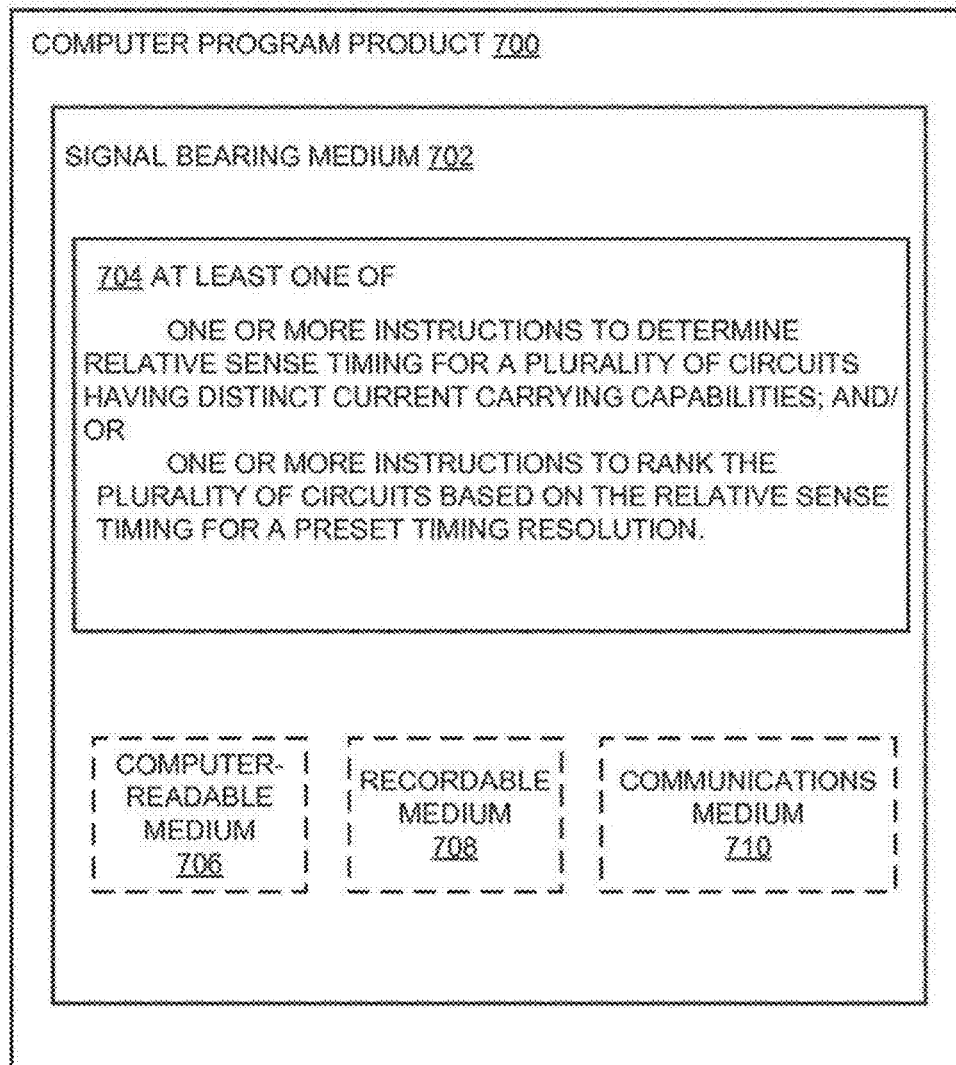 COMPUTER PROGRAM PRODUCT 700
SIGNAL BEARING MEDIUM 702
704 AT LEAST ONE OF
ONE OR MORE INSTRUCTIONS TO DETERMINE
RELATIVE SENSE TIMING FOR A PLURALITY OF CIRCUITS
HAVING DISTINCT CURRENT CARRYING CAPABILITIES; AND/
OR
ONE OR MORE INSTRUCTIONS TO RANK THE
PLURALITY OF CIRCUITS BASED ON THE RELATIVE SENSE
TIMING FOR A PRESET TIMING RESOLUTION.
COMPUTER-
READABLE
MEDIUM
706
RECORDABLE
MEDIUM
708
COMMUNICATIONS
MEDIUM
710